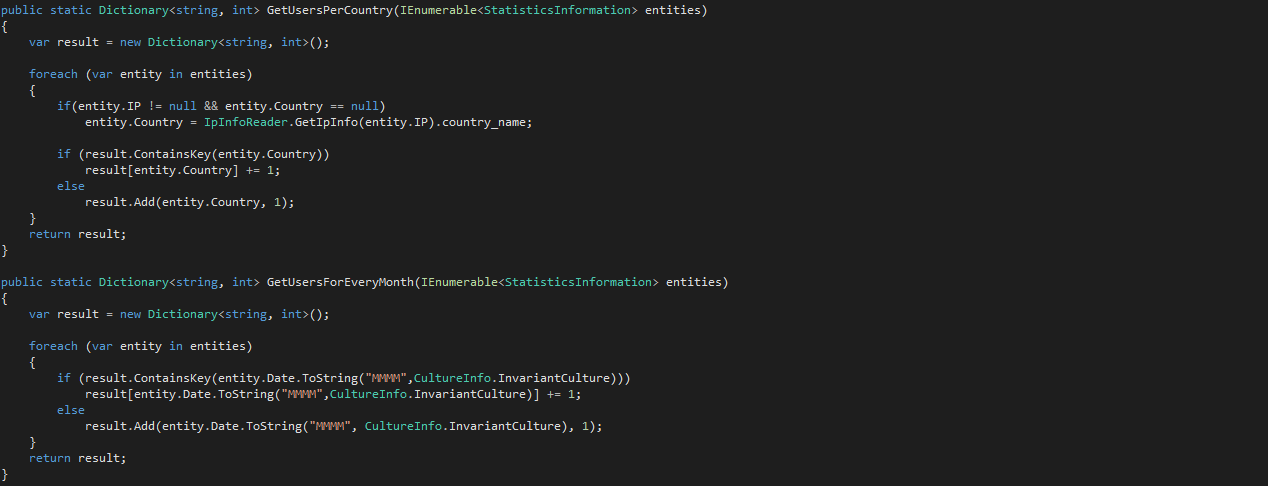 public static Dictionary<string, int> GetUsersPerCountry(IEnumerable<StatisticsInformation> entities)
{
    var result = new Dictionary<string, int>();

    foreach (var entity in entities)
    {
        if(entity.IP != null && entity.Country == null)
            entity.Country = IpInfoReader.GetIpInfo(entity.IP).country_name;

        if (result.ContainsKey(entity.Country))
            result[entity.Country] += 1;
        else
            result.Add(entity.Country, 1);
    }
    return result;
}

public static Dictionary<string, int> GetUsersForEveryMonth(IEnumerable<StatisticsInformation> entities)
{
    var result = new Dictionary<string, int>();

    foreach (var entity in entities)
    {
        if (result.ContainsKey(entity.Date.ToString("MMMM",CultureInfo.InvariantCulture)))
            result[entity.Date.ToString("MMMM",CultureInfo.InvariantCulture)] += 1;
        else
            result.Add(entity.Date.ToString("MMMM", CultureInfo.InvariantCulture), 1);
    }
    return result;
}